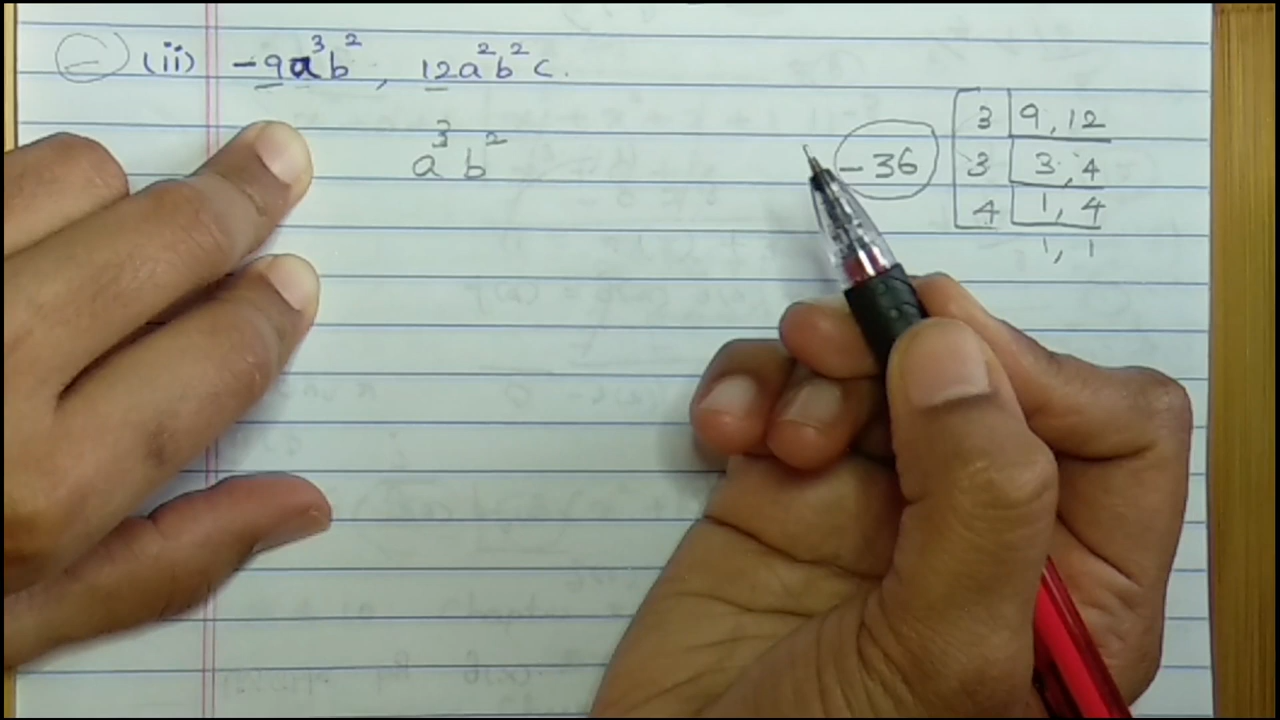 (ii) -9a³b², 12a²b²c.
a³b²
-36
3 | 9, 12
3 | 3, 4
4 | 1, 4
1, 1